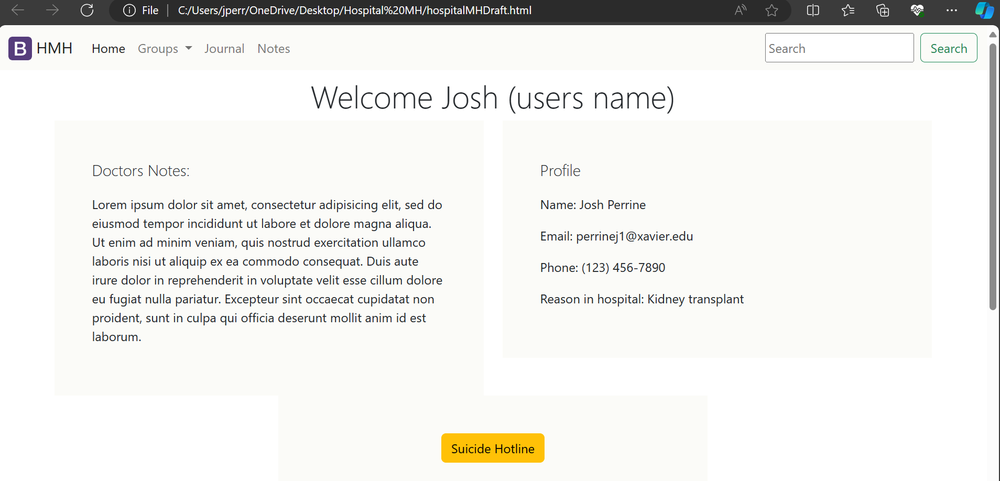 File C:/Users/jperr/OneDrive/Desktop/Hospital%20MH/hospitalMHDraft.html
B HMH Home Groups Journal Notes Search Search
Welcome Josh (users name)
Doctors Notes:
Lorem ipsum dolor sit amet, consectetur adipisicing elit, sed do
eiusmod tempor incididunt ut labore et dolore magna aliqua.
Ut enim ad minim veniam, quis nostrud exercitation ullamco
laboris nisi ut aliquip ex ea commodo consequat. Duis aute
irure dolor in reprehenderit in voluptate velit esse cillum dolore
eu fugiat nulla pariatur. Excepteur sint occaecat cupidatat non
proident, sunt in culpa qui officia deserunt mollit anim id est
laborum.
Profile
Name: Josh Perrine
Email: perrinej1@xavier.edu
Phone: (123) 456-7890
Reason in hospital: Kidney transplant
Suicide Hotline